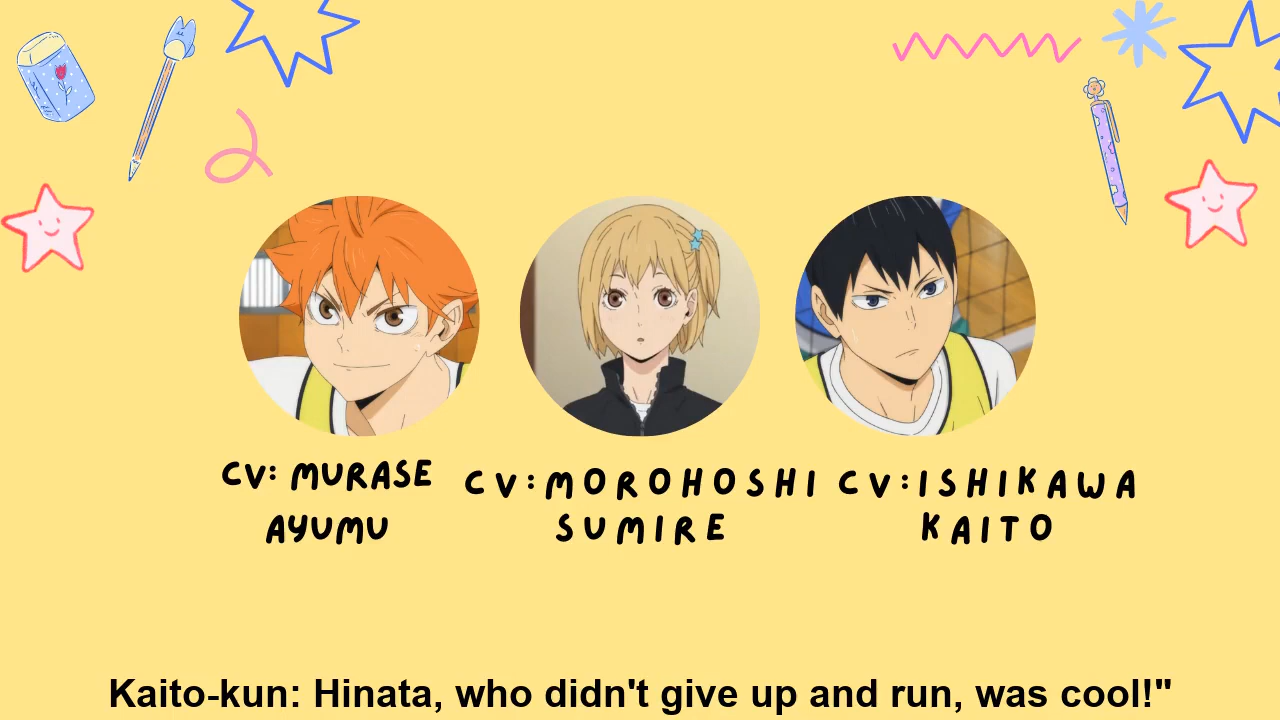 CV: MURASE
AYUMU
CV:MOROHOSHI
SUMIRE
CV:ISHIKAWA
KAITO
Kaito-kun: Hinata, who didn't give up and run, was cool!"